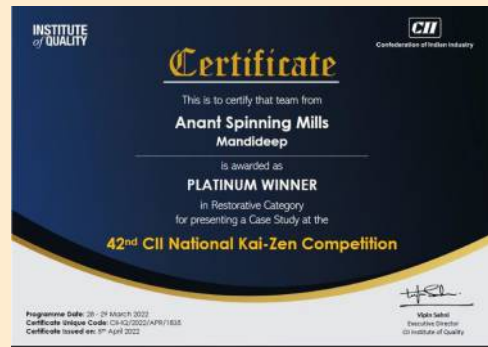 INSTITUTE
of QUALITY
CII
Confederation of Indian Industry
Certificate
This is to certify that team from
Anant Spinning Mills
Mandideep
is awarded as
PLATINUM WINNER
in Restorative Category
for presenting a Case Study at the
42nd CII National Kai-Zen Competition
Programme Date: 28 - 29 March 2022
Certificate Unique Code: CII-IQ/2022/APR/1835
Certificate Issued on: 5th April 2022
Vipin Sahni
Executive Director
CII Institute of Quality